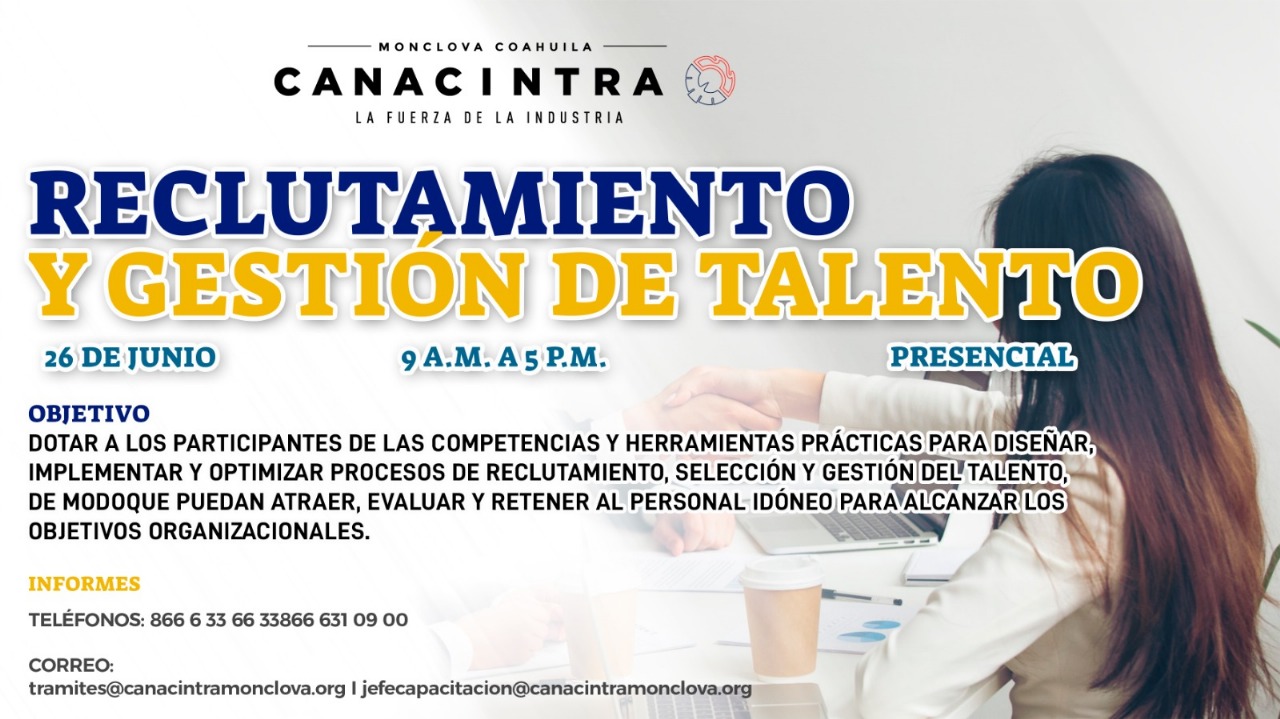 MONCLOVA COAHUILA
CANACINTRA
LA FUERZA DE LA INDUSTRIA
RECLUTAMIENTO
Y GESTIÓN DE TALENTO
26 DE JUNIO 9 A.M. A 5 P.M. PRESENCIAL
OBJETIVO
DOTAR A LOS PARTICIPANTES DE LAS COMPETENCIAS Y HERRAMIENTAS PRÁCTICAS PARA DISEÑAR,
IMPLEMENTAR Y OPTIMIZAR PROCESOS DE RECLUTAMIENTO, SELECCIÓN Y GESTIÓN DEL TALENTO,
DE MODOQUE PUEDAN ATRAER, EVALUAR Y RETENER AL PERSONAL IDÓNEO PARA ALCANZAR LOS
OBJETIVOS ORGANIZACIONALES.
INFORMES
TELÉFONOS: 866 6 33 66 33866 631 09 00
CORREO:
tramites@canacintramonclova.org I jefecapacitacion@canacintramonclova.org